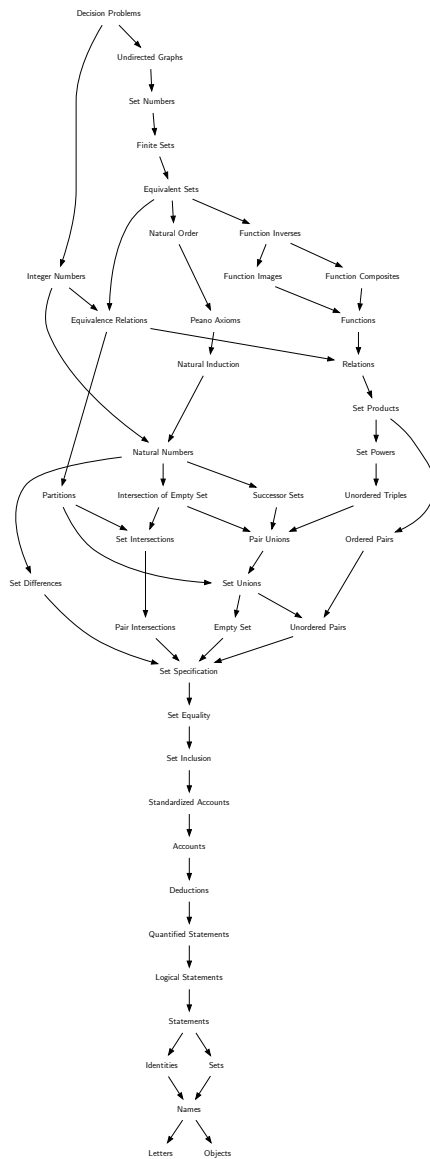 Decision Problems
Undirected Graphs
Set Numbers
Finite Sets
Equivalent Sets
Natural Order
Function Inverses
Integer Numbers
Function Images
Function Composites
Equivalence Relations
Peano Axioms
Functions
Natural Induction
Relations
Set Products
Natural Numbers
Set Powers
Partitions
Intersection of Empty Set
Successor Sets
Unordered Triples
Set Intersections
Pair Unions
Ordered Pairs
Set Differences
Set Unions
Pair Intersections
Empty Set
Unordered Pairs
Set Specification
Set Equality
Set Inclusion
Standardized Accounts
Accounts
Deductions
Quantified Statements
Logical Statements
Statements
Identities
Sets
Names
Letters
Objects